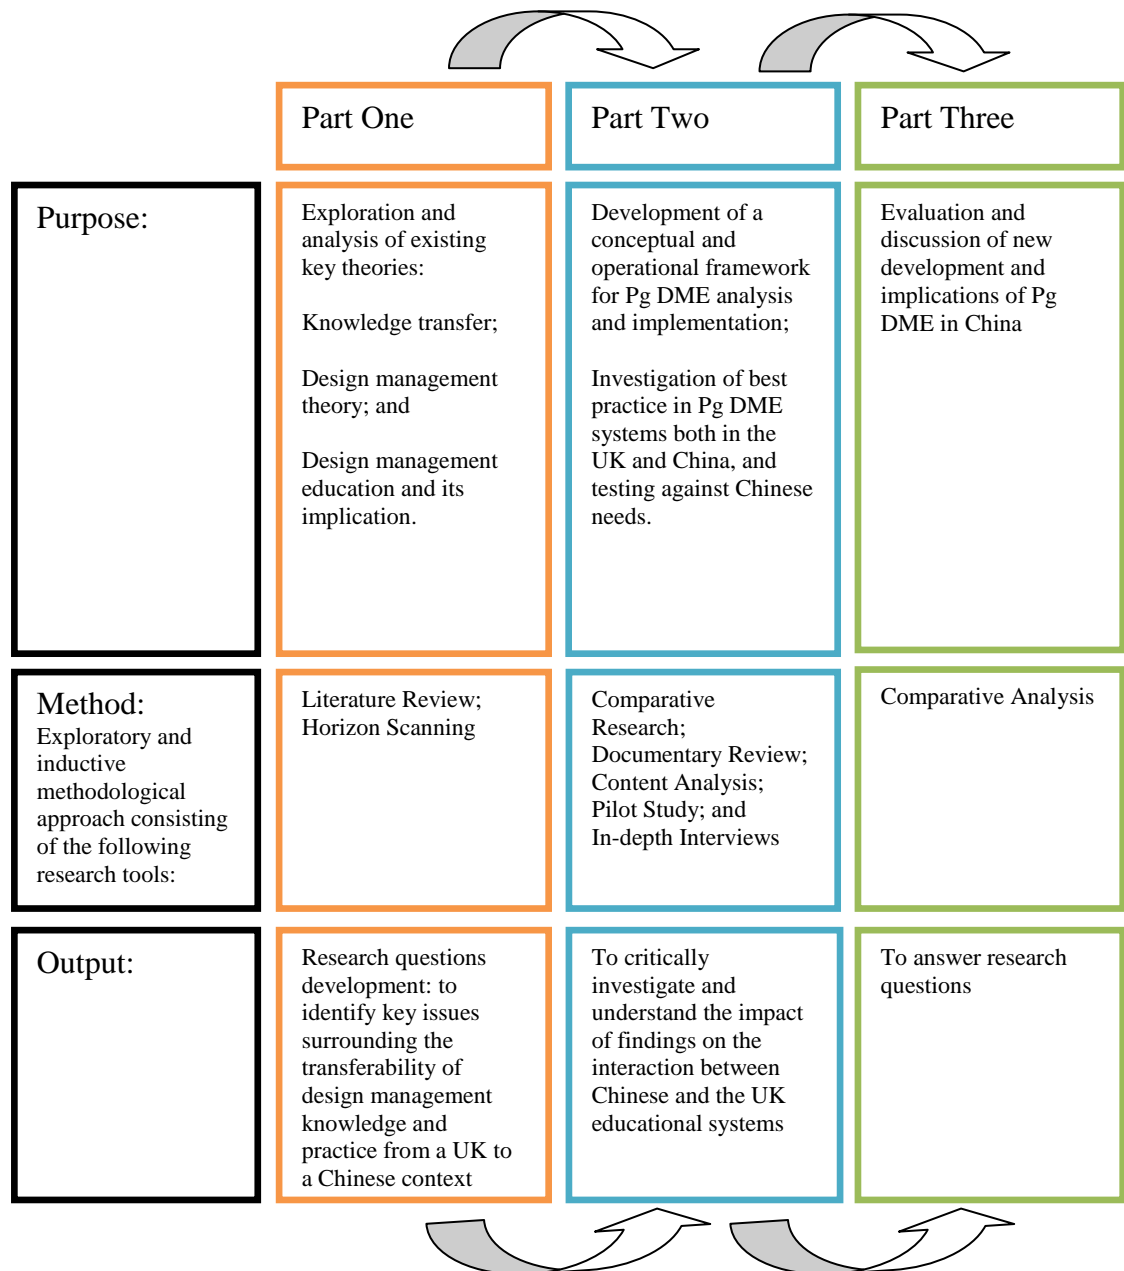 Part One
Part Two
Part Three
Purpose:
Exploration and
analysis of existing
key theories:
Knowledge transfer;
Design management
theory; and
Design management
education and its
implication.
Development of a
conceptual and
operational framework
for Pg DME analysis
and implementation;
Investigation of best
practice in Pg DME
systems both in the
UK and China, and
testing against Chinese
needs.
Evaluation and
discussion of new
development and
implications of Pg
DME in China
Method:
Exploratory and
inductive
methodological
approach consisting
of the following
research tools:
Literature Review;
Horizon Scanning
Comparative
Research;
Documentary Review;
Content Analysis;
Pilot Study; and
In-depth Interviews
Comparative Analysis
Output:
Research questions
development: to
identify key issues
surrounding the
transferability of
design management
knowledge and
practice from a UK to
a Chinese context
To critically
investigate and
understand the impact
of findings on the
interaction between
Chinese and the UK
educational systems
To answer research
questions